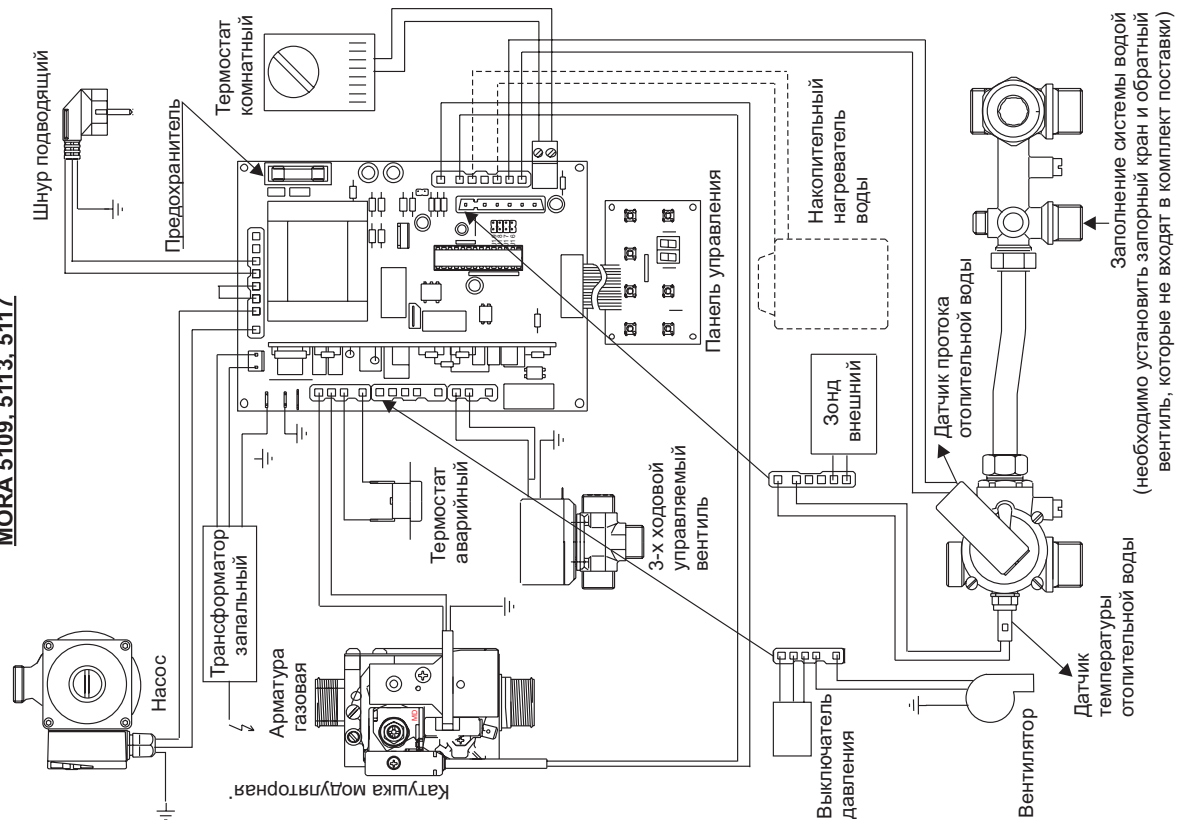 MORA 5109, 5113, 5117
Шнур подводящий
Предохранитель
Термостат
комнатный
Насос
Трансформатор
запальный
Арматура
газовая
Катушка модуляторная
MD
Термостат
аварийный
3-х ходовой
управляемый
вентиль
Панель управления
Накопительный
нагреватель
воды
Зонд
внешний
Датчик протока
отопительной воды
Выключатель
давления
Вентилятор
Датчик
температуры
отопительной воды
Заполнение системы водой
(необходимо установить запорный кран и обратный
вентиль, которые не входят в комплект поставки)